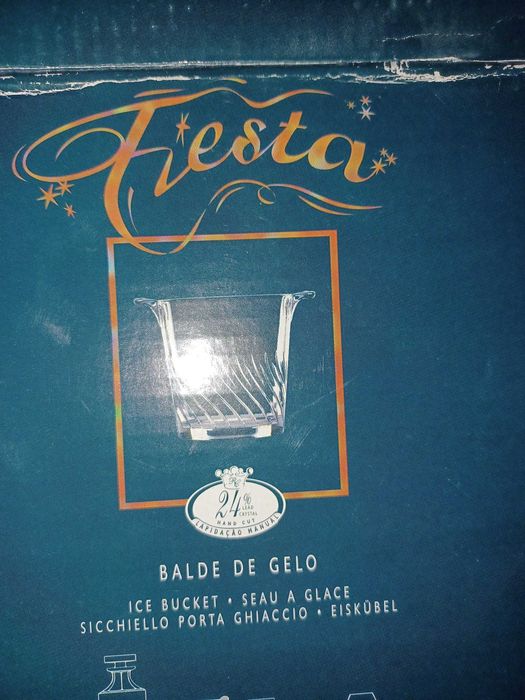 Fiesta
24%
LEAD
CRYSTAL
HAND CUT
LAPIDAÇÃO MANUAL
BALDE DE GELO
ICE BUCKET • SEAU A GLACE
SICCHIELLO PORTA GHIACCIO • EISKÜBEL